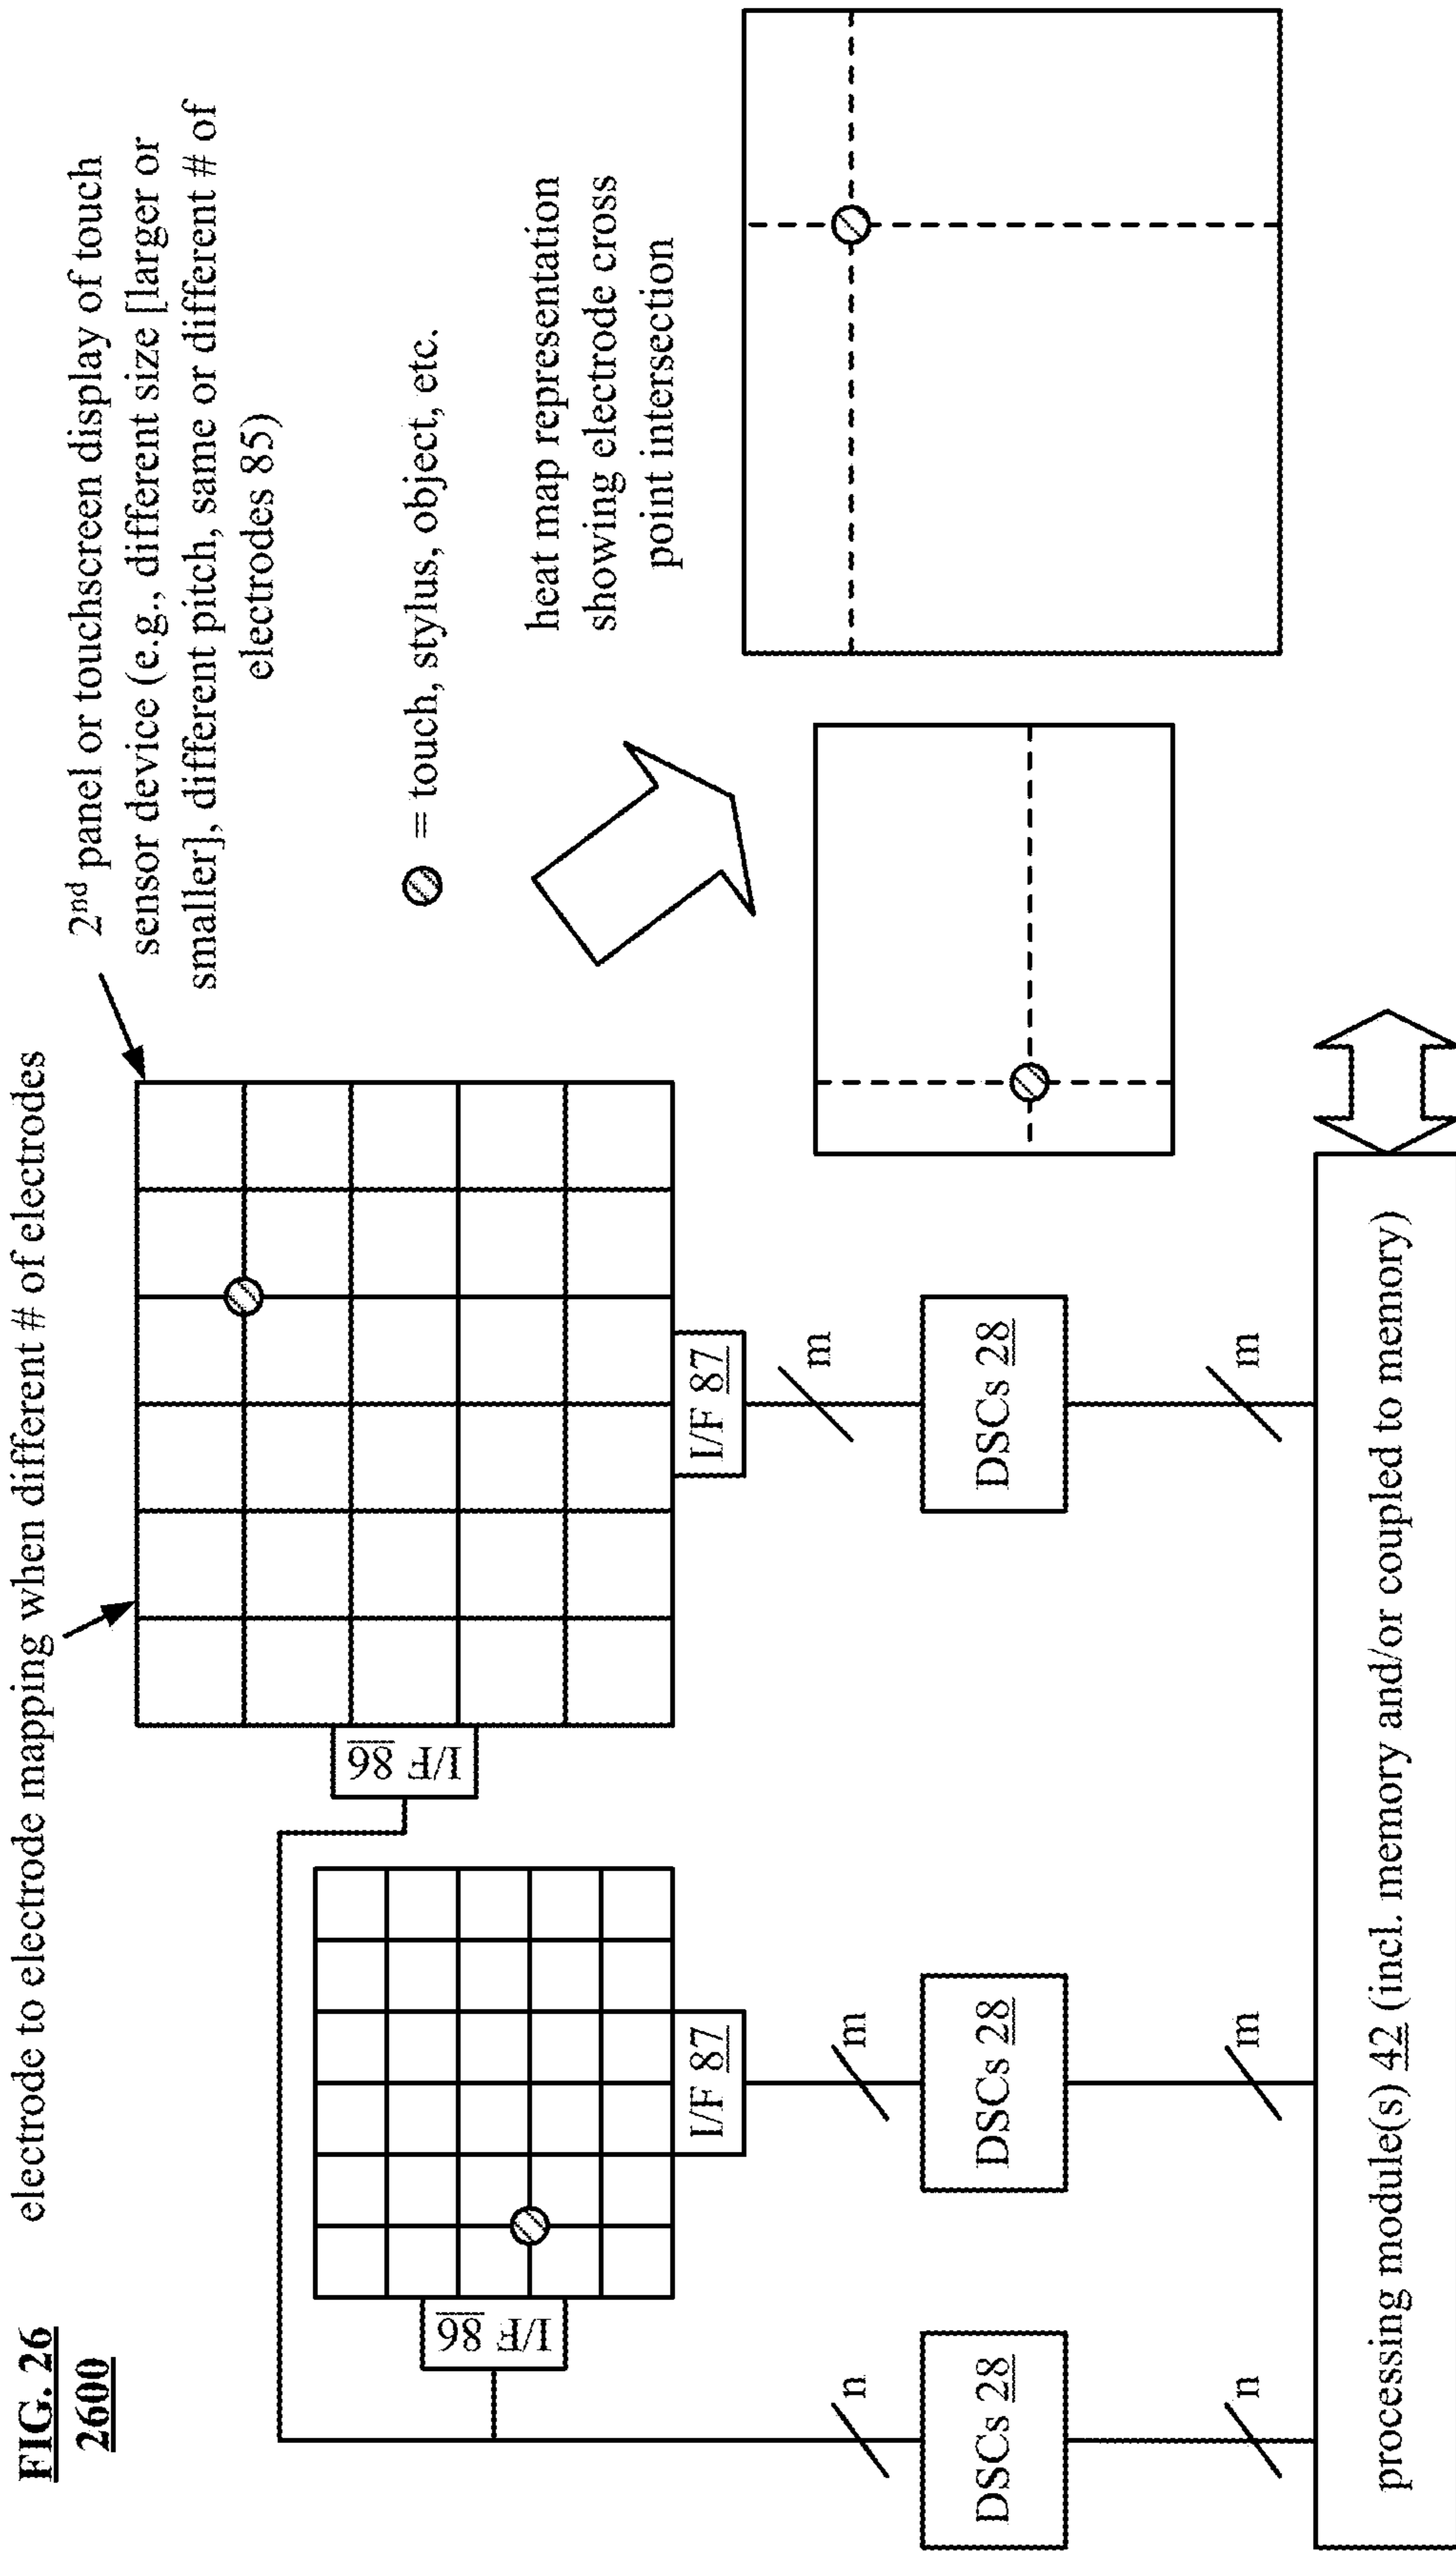 FIG. 26
2600
electrode to electrode mapping when different # of electrodes
2nd panel or touchscreen display of touch
sensor device (e.g., different size [larger or
smaller], different pitch, same or different # of
electrodes 85)
= touch, stylus, object, etc.
heat map representation
showing electrode cross
point intersection
I/F 86
I/F 86
I/F 87
I/F 87
n
m
m
DSCs 28
DSCs 28
DSCs 28
n
m
m
processing module(s) 42 (incl. memory and/or coupled to memory)